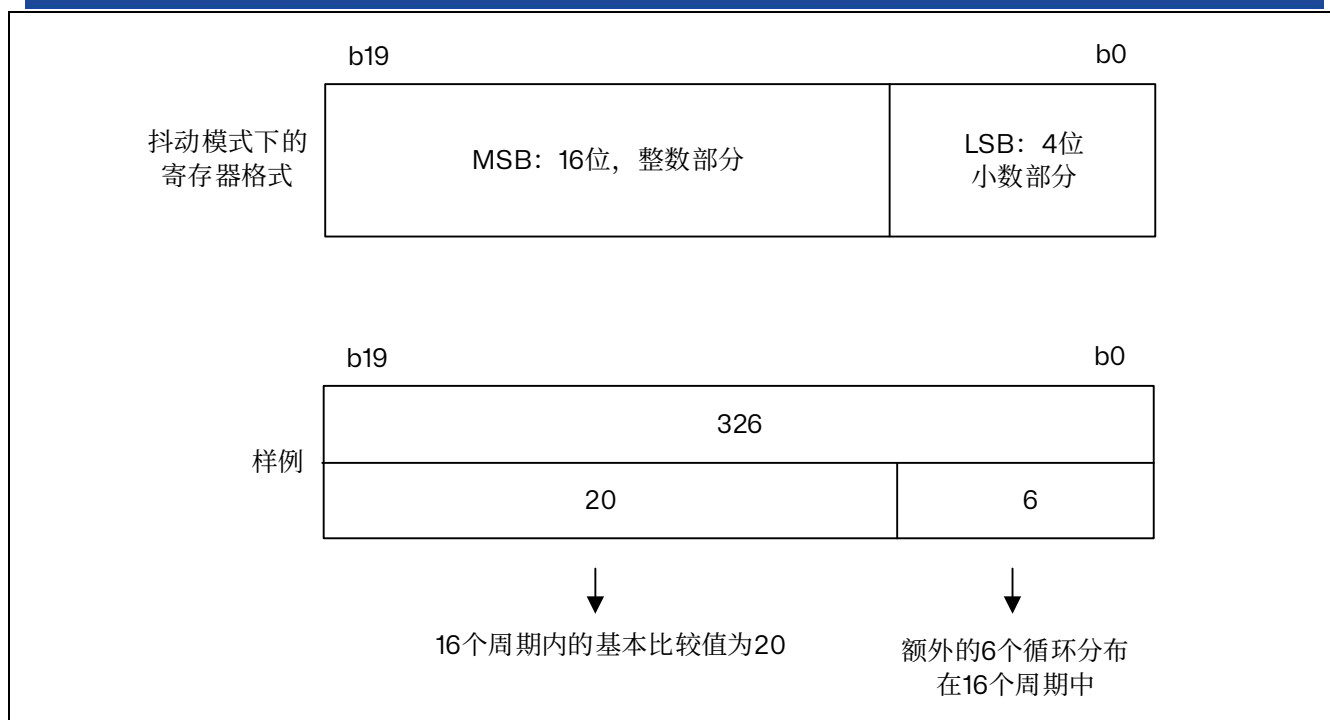 b19
b0
抖动模式下的
寄存器格式
MSB：16位，整数部分
LSB：4位
小数部分
b19
b0
样例
326
20
6
16个周期内的基本比较值为20
额外的6个循环分布
在16个周期中